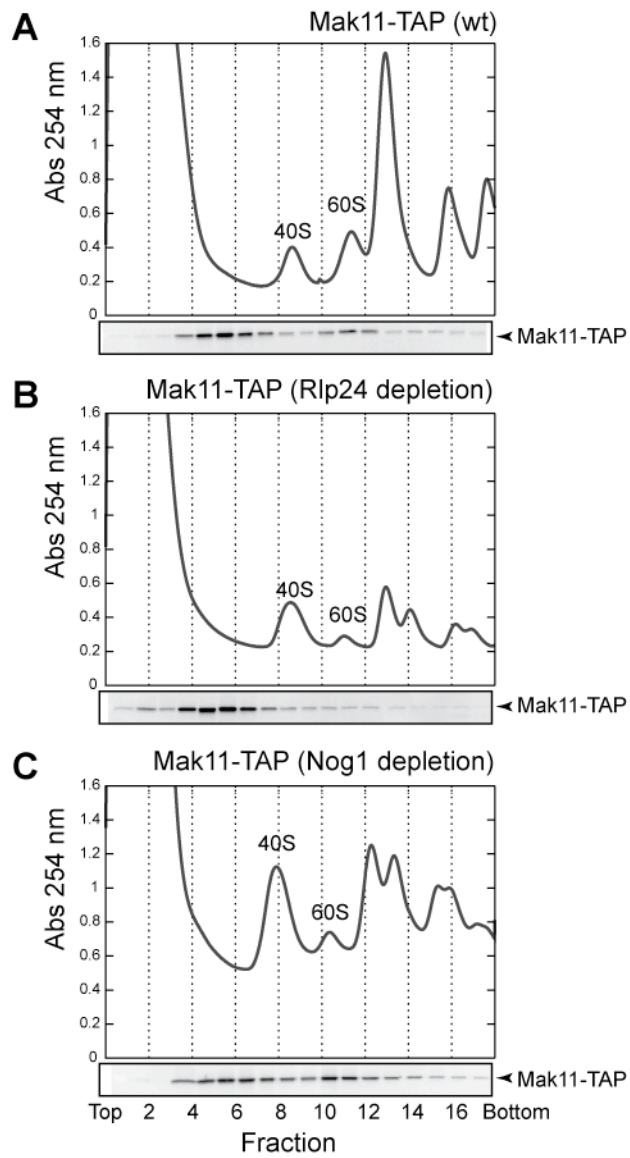 A
Mak11-TAP (wt)
Abs 254 nm
1.6
1.4
1.2
1
0.8
0.6
0.4
0.2
0
40S
60S
Mak11-TAP
B
Mak11-TAP (Rlp24 depletion)
Abs 254 nm
1.6
1.4
1.2
1
0.8
0.6
0.4
0.2
0
40S
60S
Mak11-TAP
C
Mak11-TAP (Nog1 depletion)
Abs 254 nm
1.6
1.4
1.2
1
0.8
0.6
0.4
0.2
0
40S
60S
Mak11-TAP
Top 2 4 6 8 10 12 14 16 Bottom
Fraction